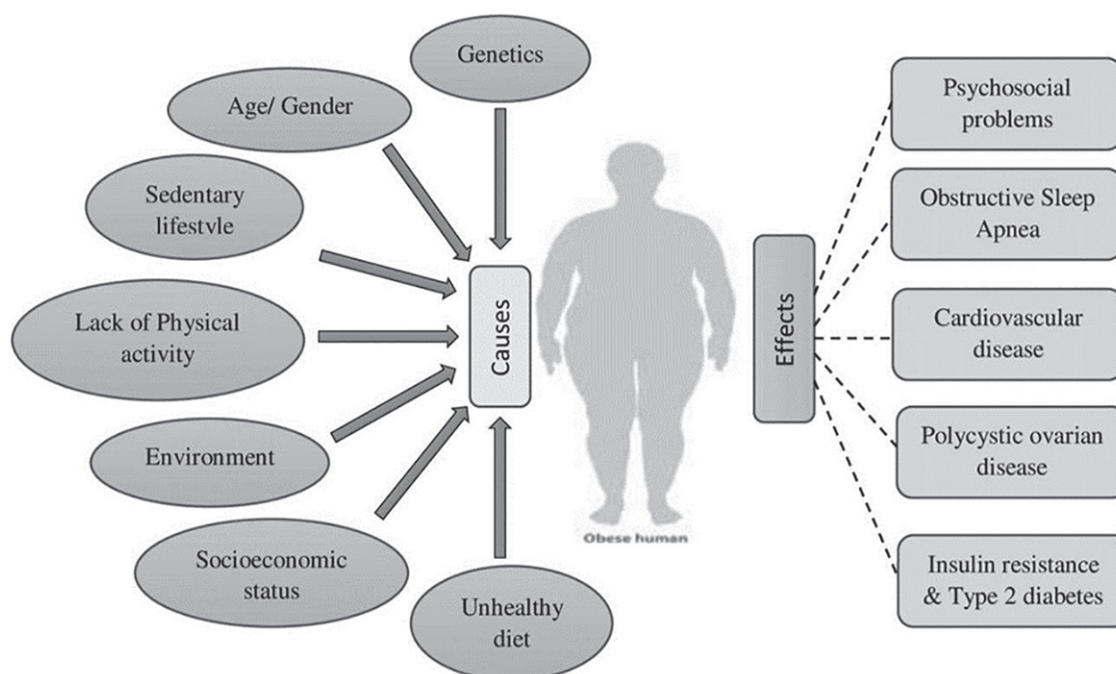 Genetics
Age/ Gender
Sedentary
lifestvle
Lack of Physical
activity
Environment
Socioeconomic
status
Unhealthy
diet
Causes
Obese human
Effects
Psychosocial
problems
Obstructive Sleep
Apnea
Cardiovascular
disease
Polycystic ovarian
disease
Insulin resistance
& Type 2 diabetes